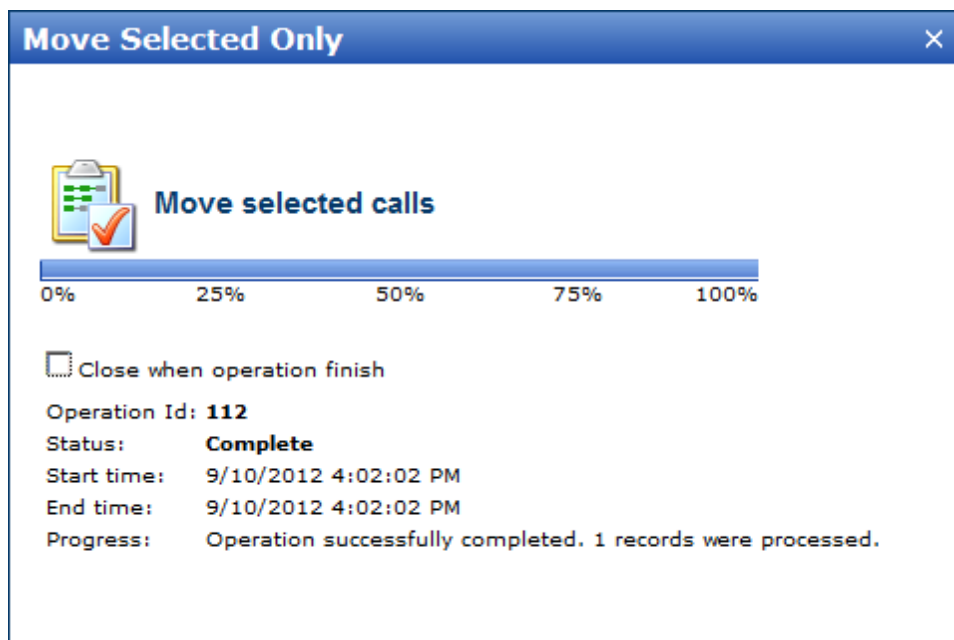 Move Selected Only
Move selected calls
0% 25% 50% 75% 100%
Close when operation finish
Operation Id: 112
Status: Complete
Start time: 9/10/2012 4:02:02 PM
End time: 9/10/2012 4:02:02 PM
Progress: Operation successfully completed. 1 records were processed.